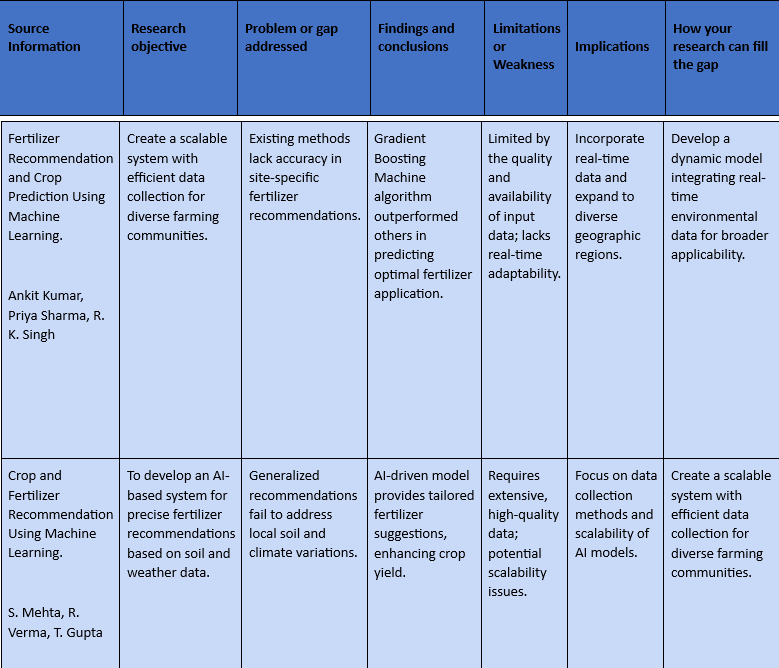 Source
Information
Research
objective
Problem or gap
addressed
Findings and
conclusions
Limitations
or
Weakness
Implications
How your
research can fill
the gap
Fertilizer
Recommendation
and Crop
Prediction Using
Machine
Learning.
Ankit Kumar,
Priya Sharma, R.
K. Singh
Create a scalable
system with
efficient data
collection for
diverse farming
communities.
Existing methods
lack accuracy in
site-specific
fertilizer
recommendations.
Gradient
Boosting
Machine
algorithm
outperformed
others in
predicting
optimal fertilizer
application.
Limited by
the quality
and
availability
of input
data; lacks
real-time
adaptability.
Incorporate
real-time
data and
expand to
diverse
geographic
regions.
Develop a
dynamic model
integrating real-
time
environmental
data for broader
applicability.
Crop and
Fertilizer
Recommendation
Using Machine
Learning.
S. Mehta, R.
Verma, T. Gupta
To develop an AI-
based system for
precise fertilizer
recommendations
based on soil and
weather data.
Generalized
recommendations
fail to address
local soil and
climate variations.
AI-driven model
provides tailored
fertilizer
suggestions,
enhancing crop
yield.
Requires
extensive,
high-quality
data;
potential
scalability
issues.
Focus on data
collection
methods and
scalability of
AI models.
Create a scalable
system with
efficient data
collection for
diverse farming
communities.